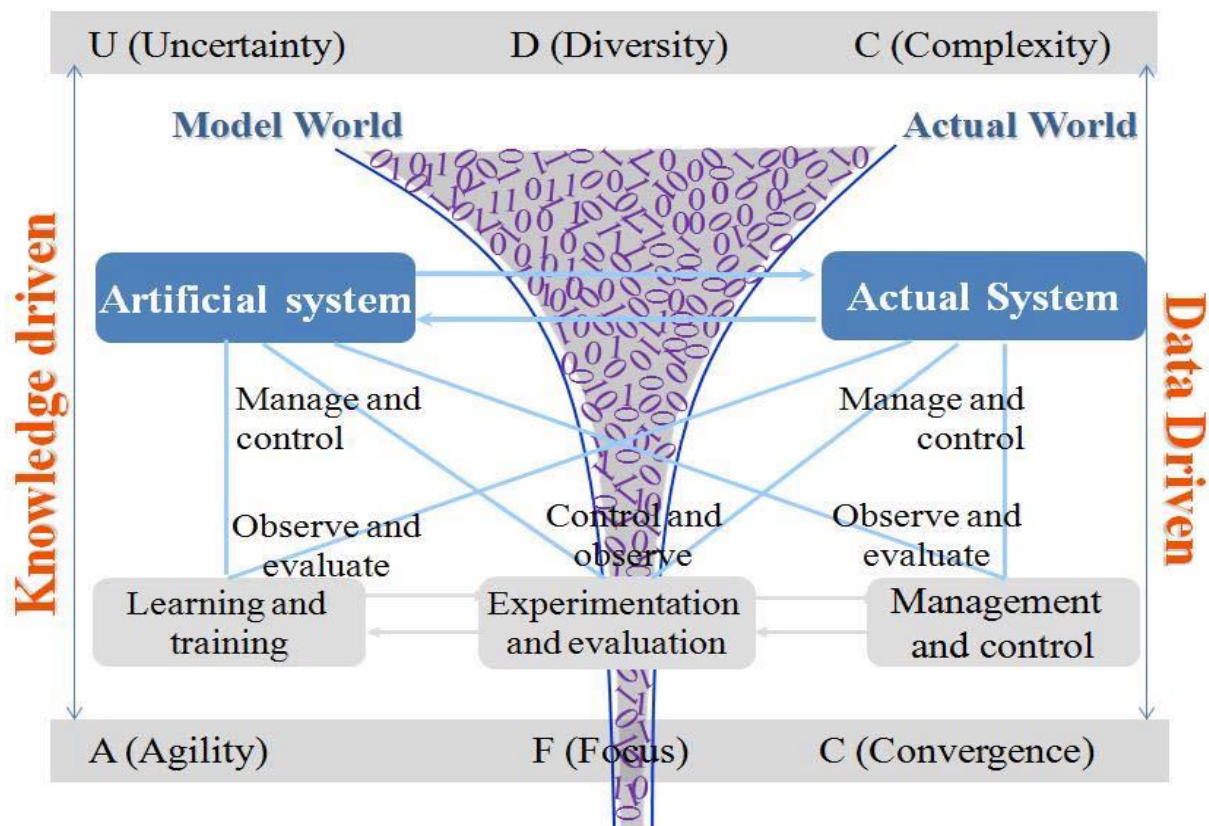 U (Uncertainty) D (Diversity) C (Complexity)
Model World
Actual World
Knowledge driven
Artificial system
Actual System
Data Driven
Manage and
control
Manage and
control
Observe and
evaluate
Control and
observe
Observe and
evaluate
Learning and
training
Experimentation
and evaluation
Management
and control
A (Agility) F (Focus) C (Convergence)